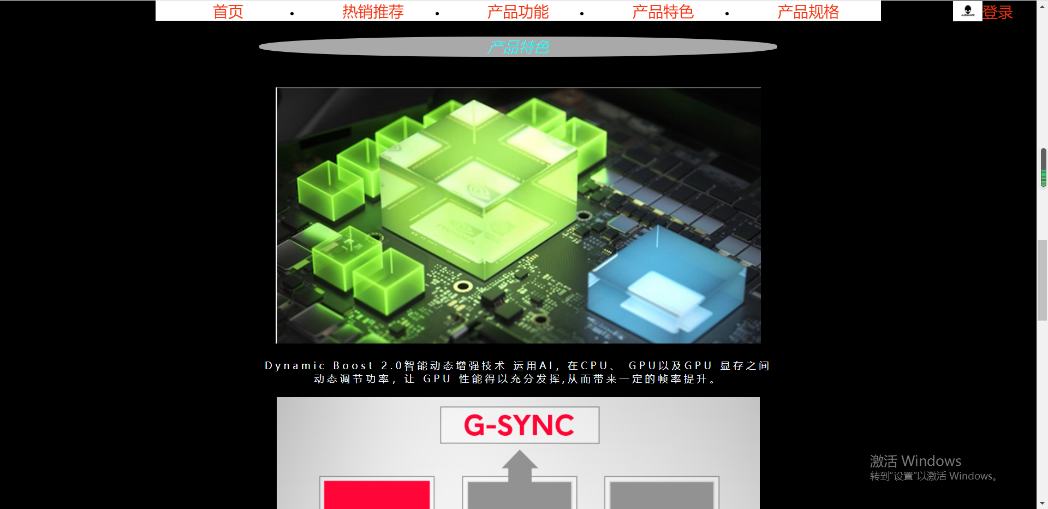 首页 • 热销推荐 • 产品功能 • 产品特色 • 产品规格 登录
产品特色
Dynamic Boost 2.0智能动态增强技术 运用AI，在CPU、 GPU以及GPU 显存之间
动态调节功率，让 GPU 性能得以充分发挥,从而带来一定的帧率提升。
G-SYNC
激活 Windows
转到"设置"以激活 Windows。